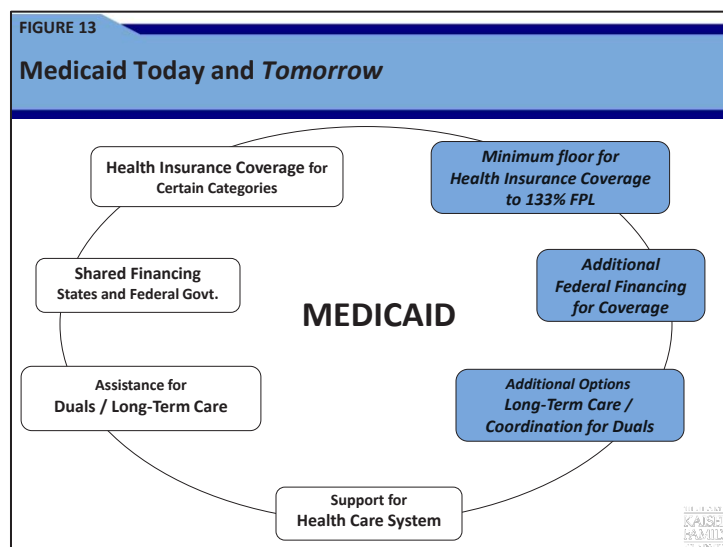 FIGURE 13
Medicaid Today and Tomorrow
Health Insurance Coverage for
Certain Categories
Minimum floor for
Health Insurance Coverage
to 133% FPL
Shared Financing
States and Federal Govt.
Additional
Federal Financing
for Coverage
MEDICAID
Assistance for
Duals / Long-Term Care
Additional Options
Long-Term Care /
Coordination for Duals
Support for
Health Care System